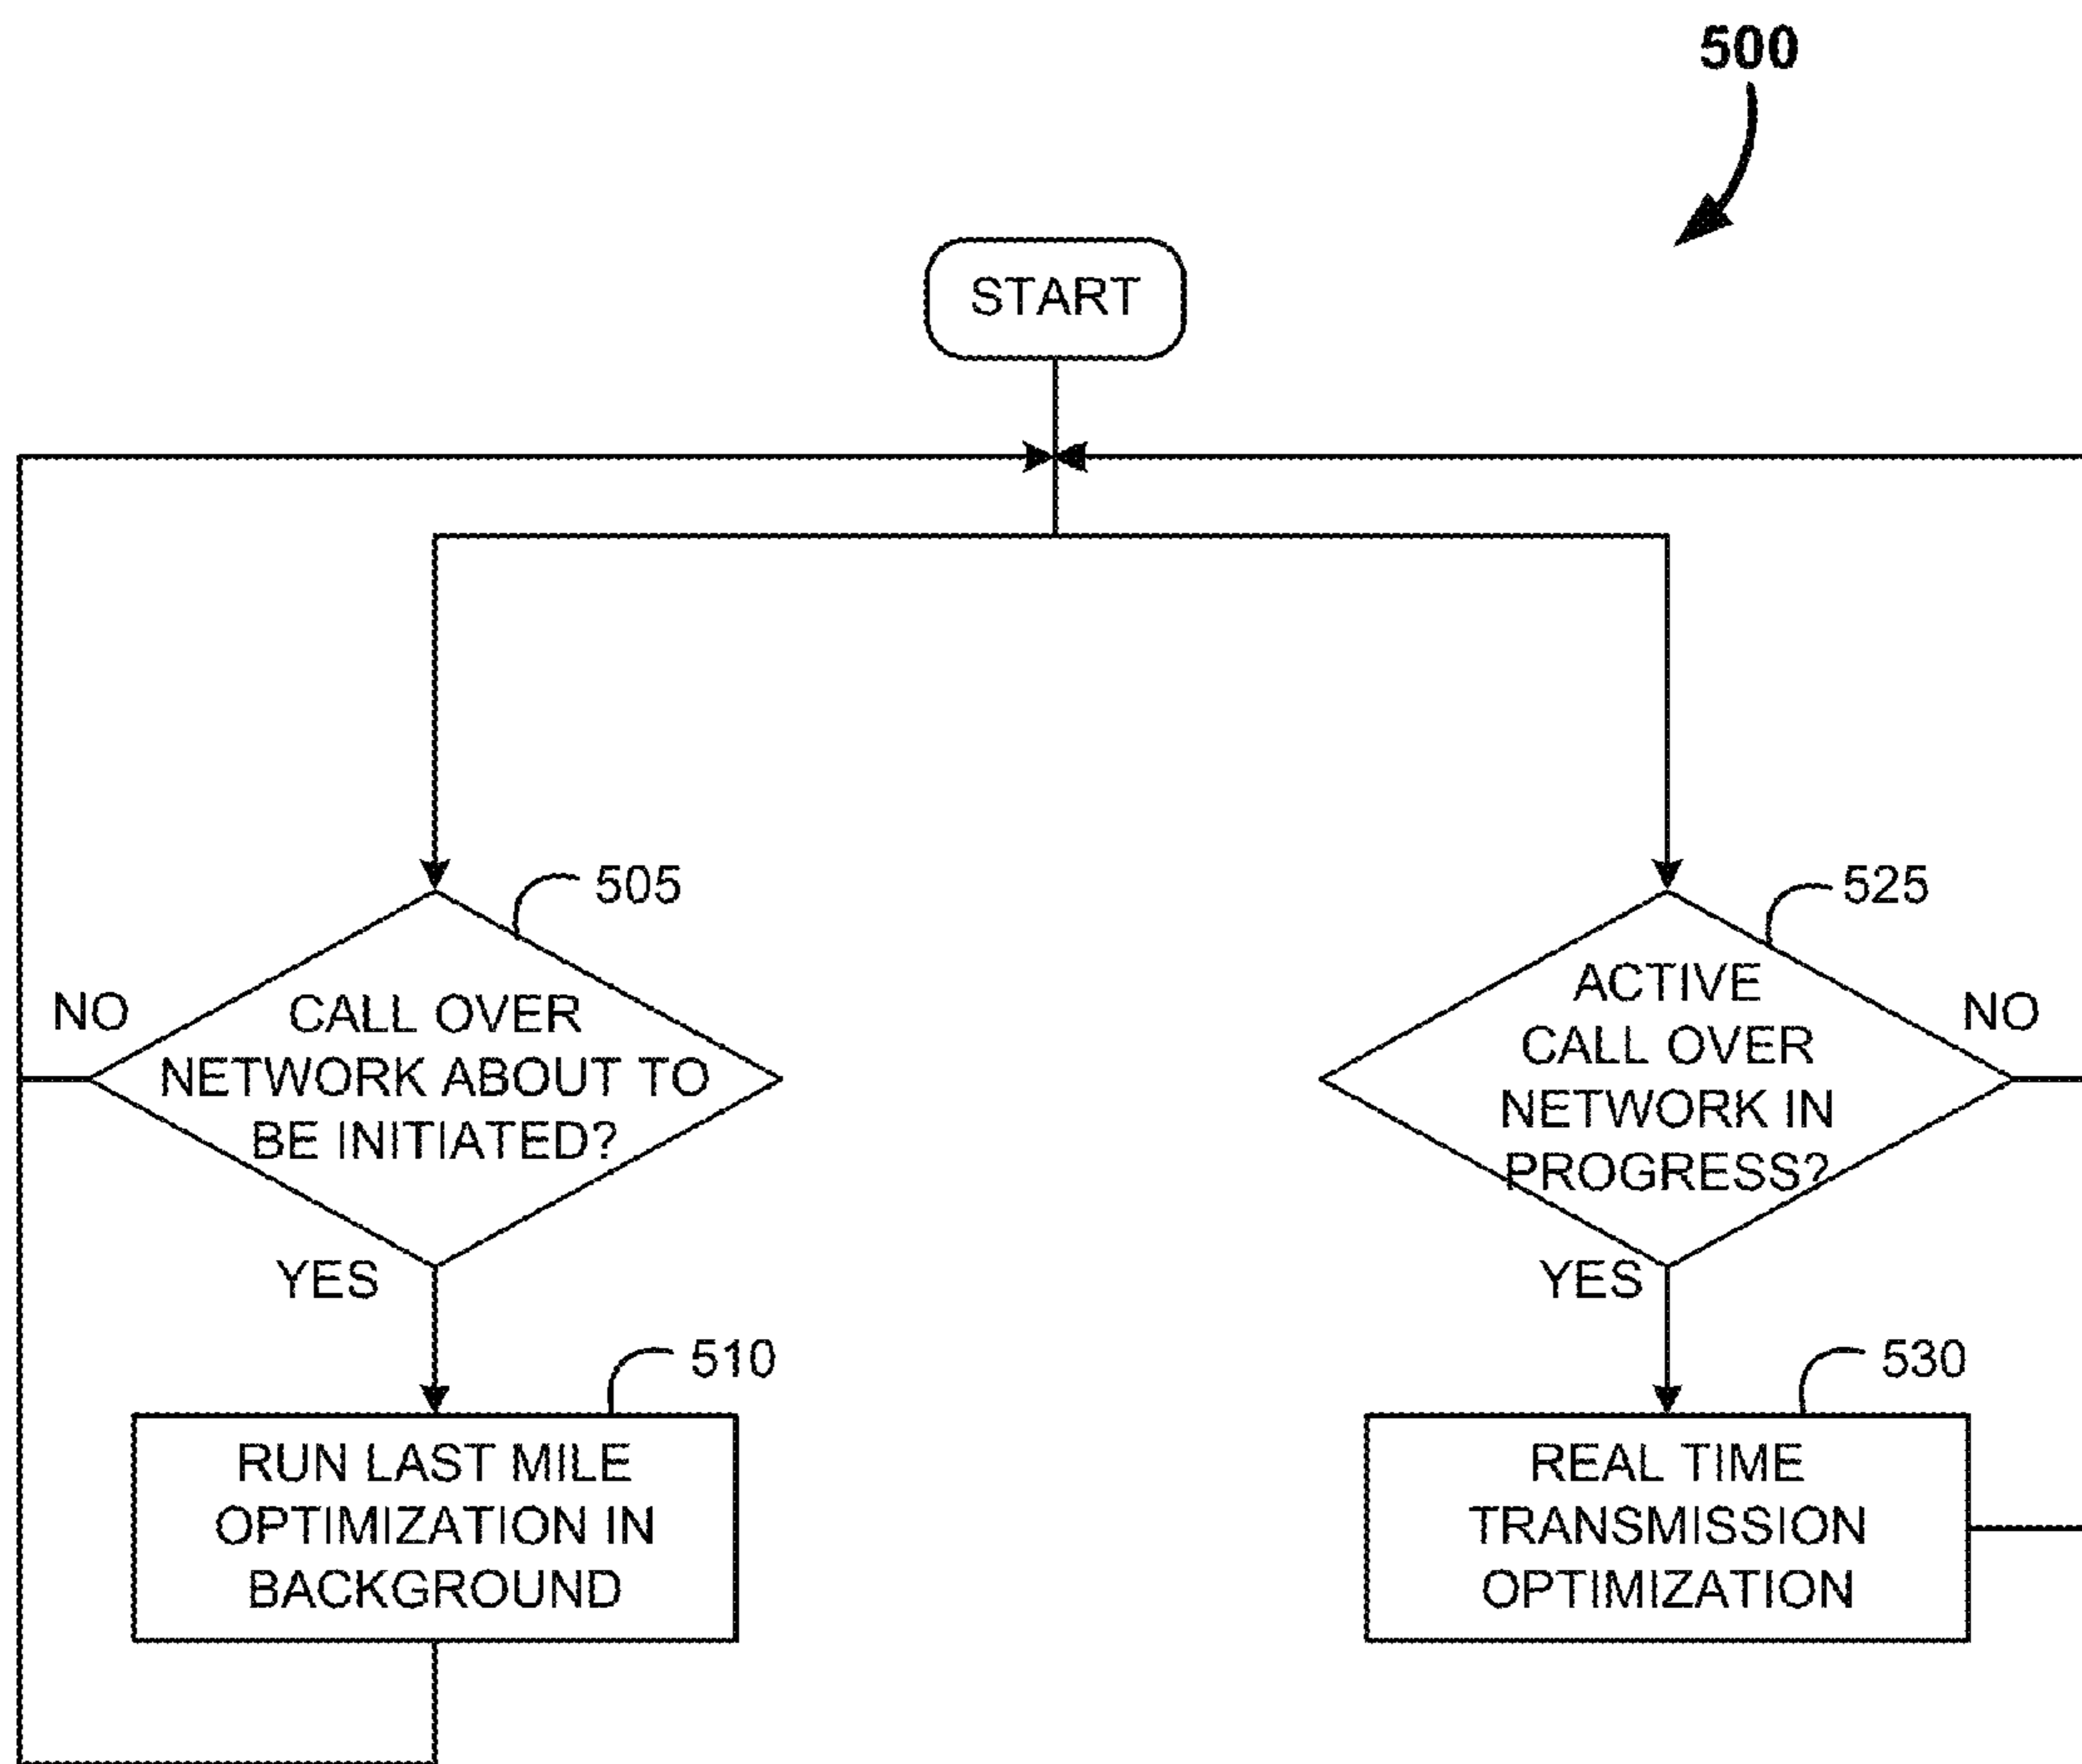 500
START
505
NO
CALL OVER
NETWORK ABOUT TO
BE INITIATED?
YES
510
RUN LAST MILE
OPTIMIZATION IN
BACKGROUND
525
ACTIVE
CALL OVER
NETWORK IN
PROGRESS?
NO
YES
530
REAL TIME
TRANSMISSION
OPTIMIZATION